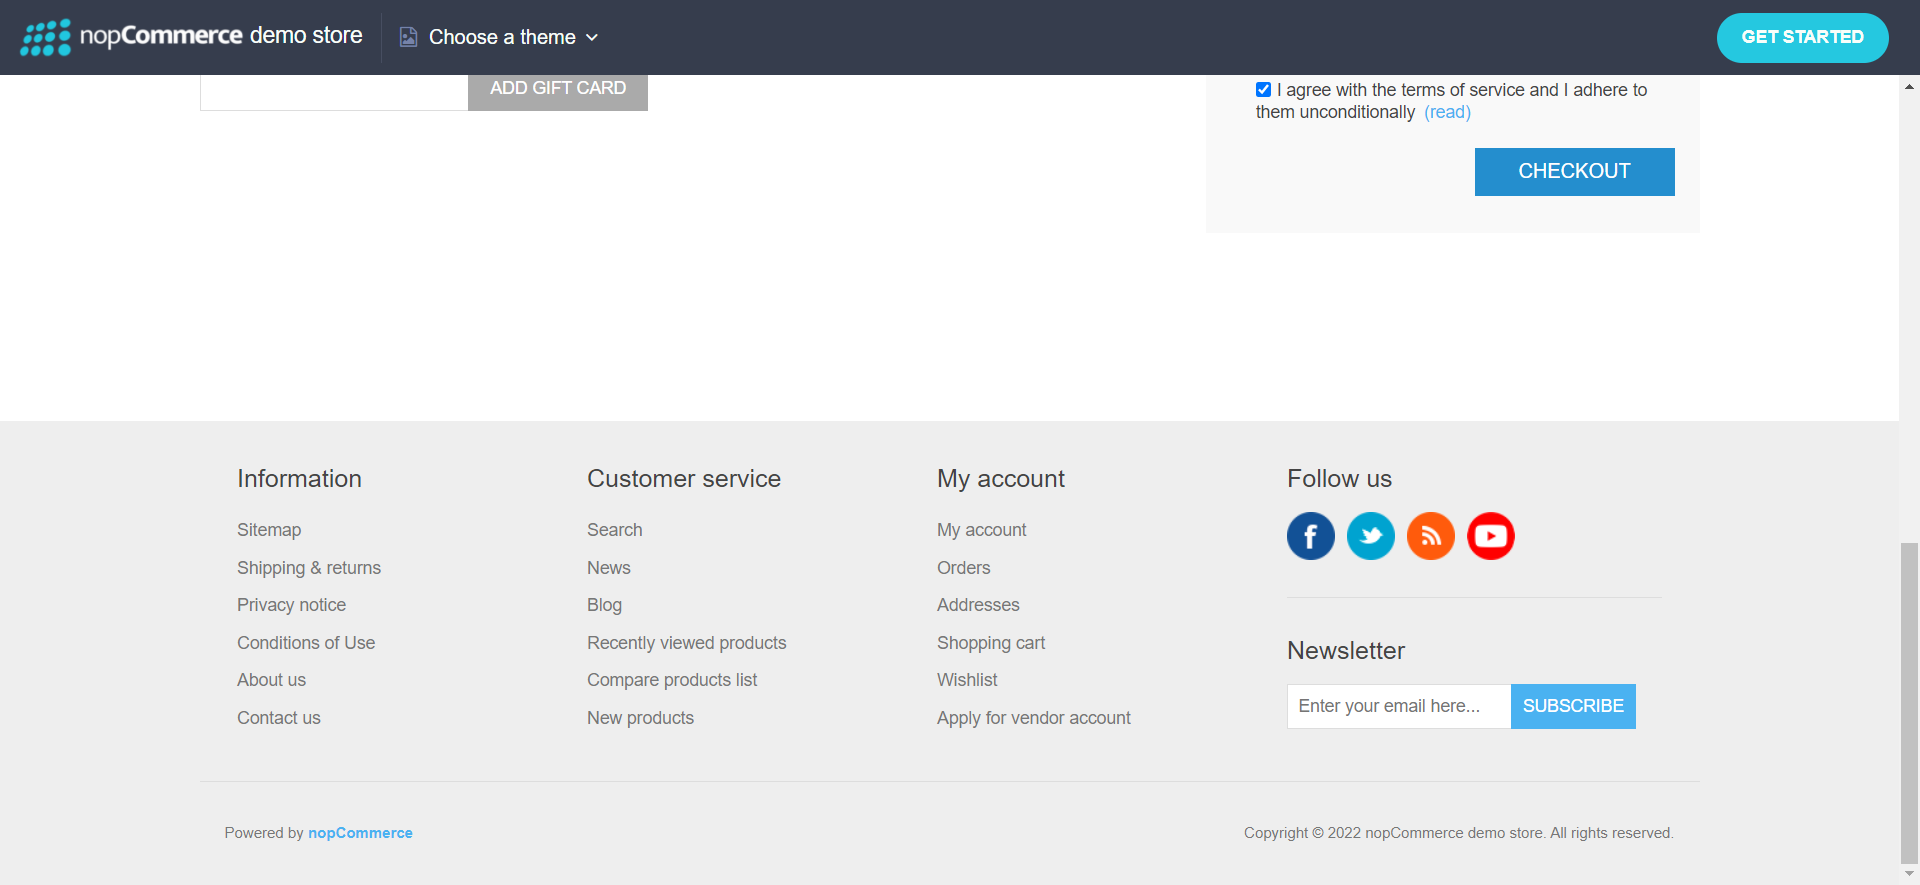 nopCommerce demo store
Choose a theme
GET STARTED
ADD GIFT CARD
I agree with the terms of service and I adhere to
them unconditionally (read)
CHECKOUT
Information
Sitemap
Shipping & returns
Privacy notice
Conditions of Use
About us
Contact us
Customer service
Search
News
Blog
Recently viewed products
Compare products list
New products
My account
My account
Orders
Addresses
Shopping cart
Wishlist
Apply for vendor account
Follow us
Newsletter
Enter your email here...
SUBSCRIBE
Powered by nopCommerce
Copyright © 2022 nopCommerce demo store. All rights reserved.